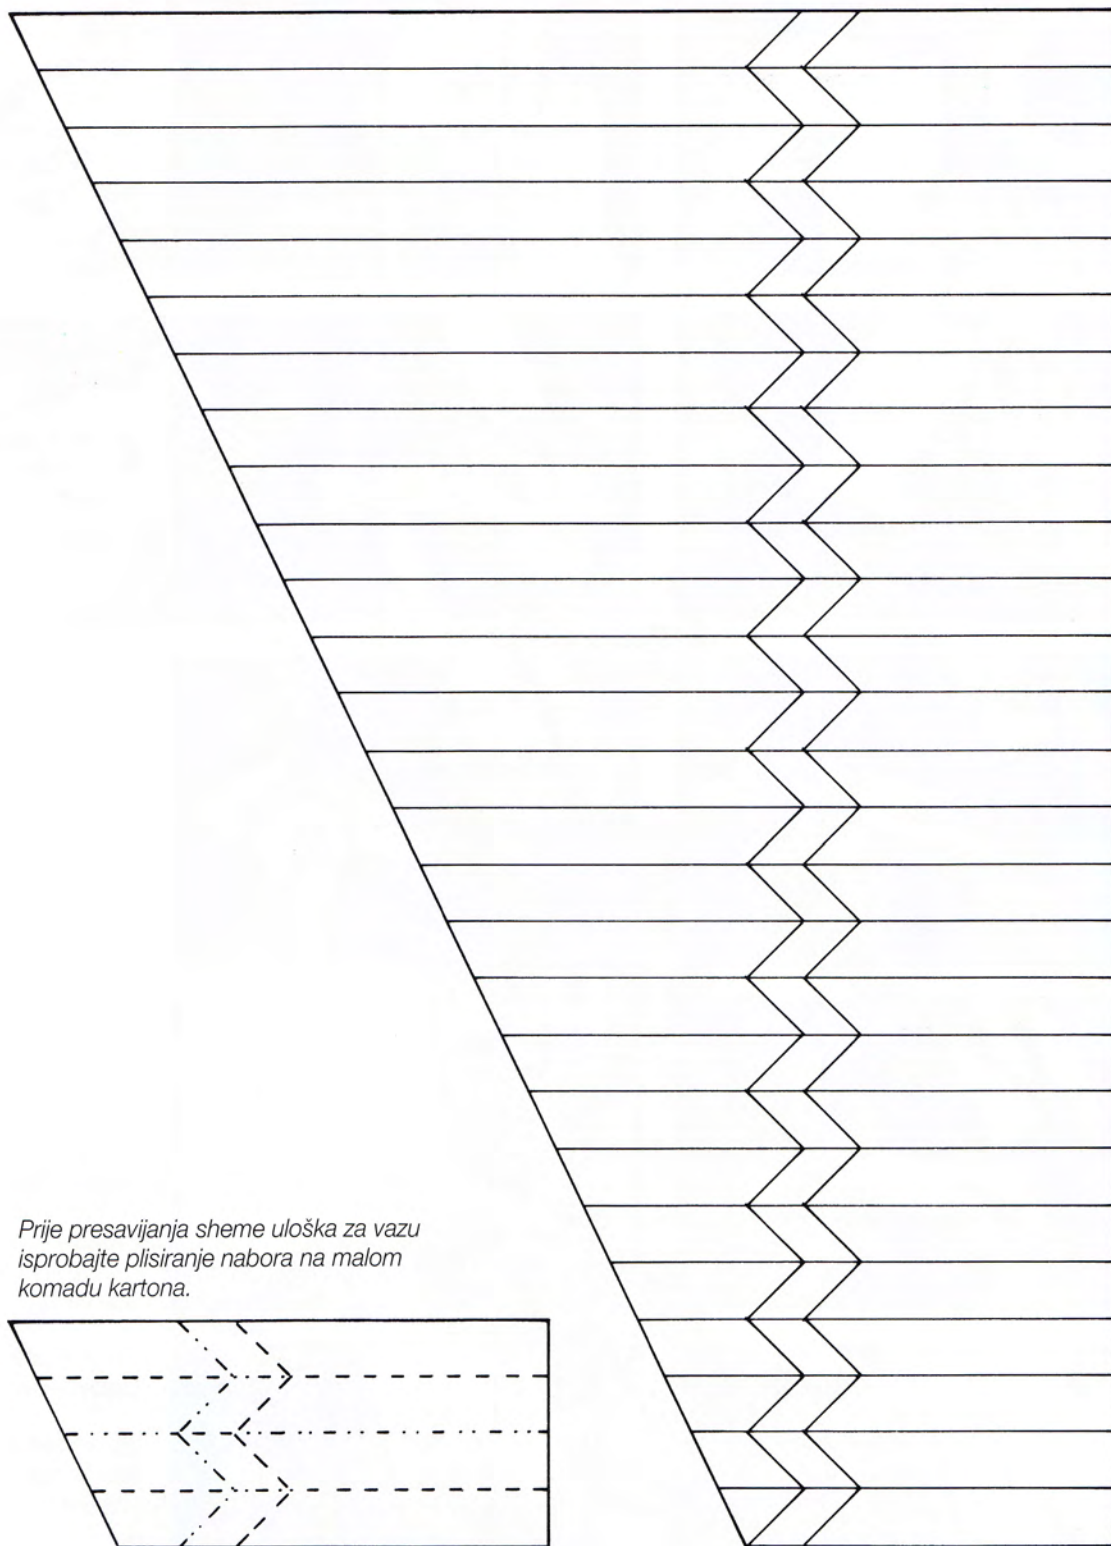 Prije presavijanja sheme uloška za vazu
isprobajte plisiranje nabora na malom
komadu kartona.